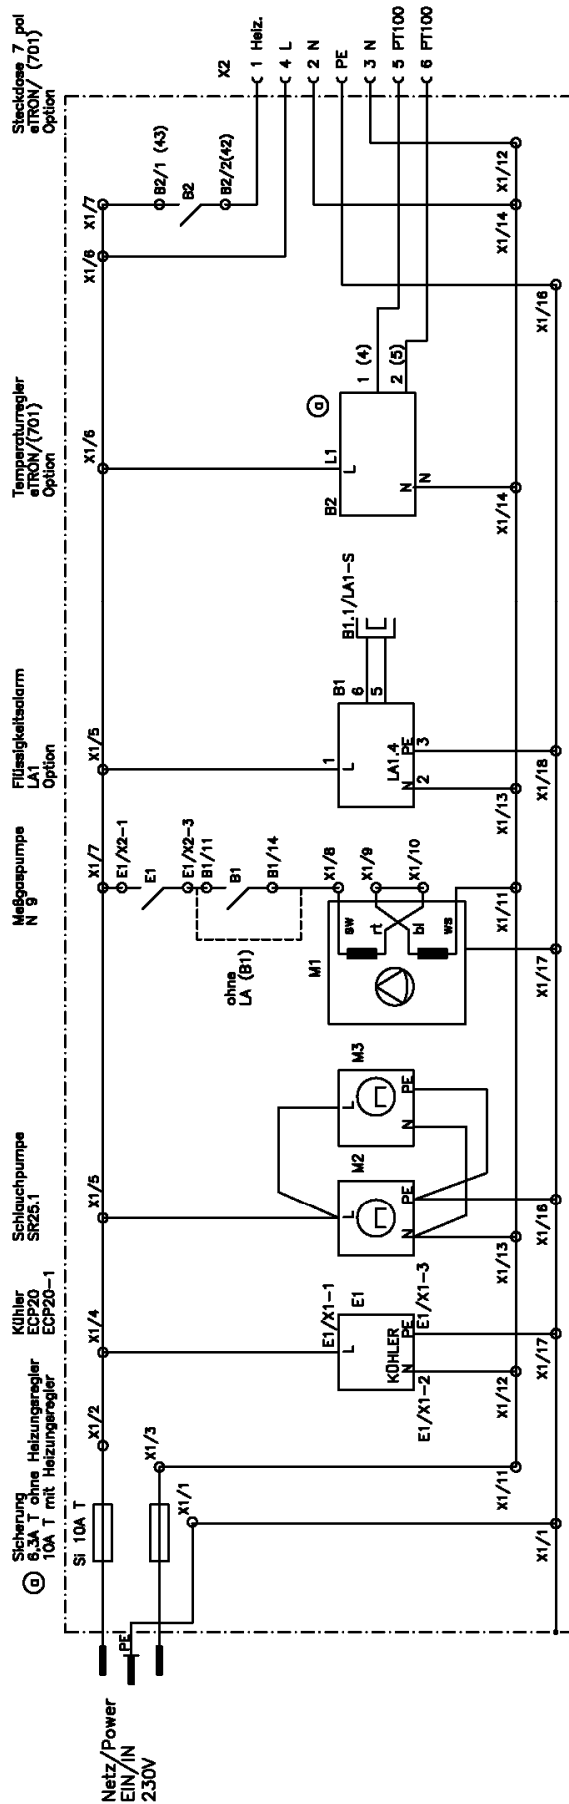 Netz/Power
EIN/IN
230V
PE
Sicherung
ⓐ 6,3A T ohne Heizungsregler
10A T mit Heizungsregler
Si 10A T
X1/1
X1/3
X1/2
X1/11
X1/1
Kühler
ECP20
ECP20-1
X1/4
E1/X1-1
E1
L
KÜHLER
N
PE
E1/X1-2
E1/X1-3
X1/12
X1/17
Schlauchpumpe
SR25.1
X1/5
M2
L
N
PE
M3
L
N
PE
X1/13
X1/16
Meßgaspumpe
N 9
X1/7
E1/X2-1
E1
E1/X2-3
B1/11
B1
B1/14
ohne
LA (B1)
X1/8
X1/9
X1/10
M1
sw
rt
bl
ws
X1/11
X1/17
Flüssigkeitsalarm
LA1
Option
X1/5
1
L
B1
6
5
B1.1/LA1-S
LA1.4
N
PE
2
3
X1/13
X1/18
Temperaturregler
eTRON/(701)
Option
X1/6
B2
L1
L
ⓐ
1 (4)
2 (5)
N
N
X1/14
Steckdose 7 pol
eTRON/ (701)
Option
X1/6
X1/7
B2/1 (43)
B2
B2/2(42)
X2
1 Heiz.
4 L
2 N
PE
3 N
5 PT100
6 PT100
X1/12
X1/14
X1/16